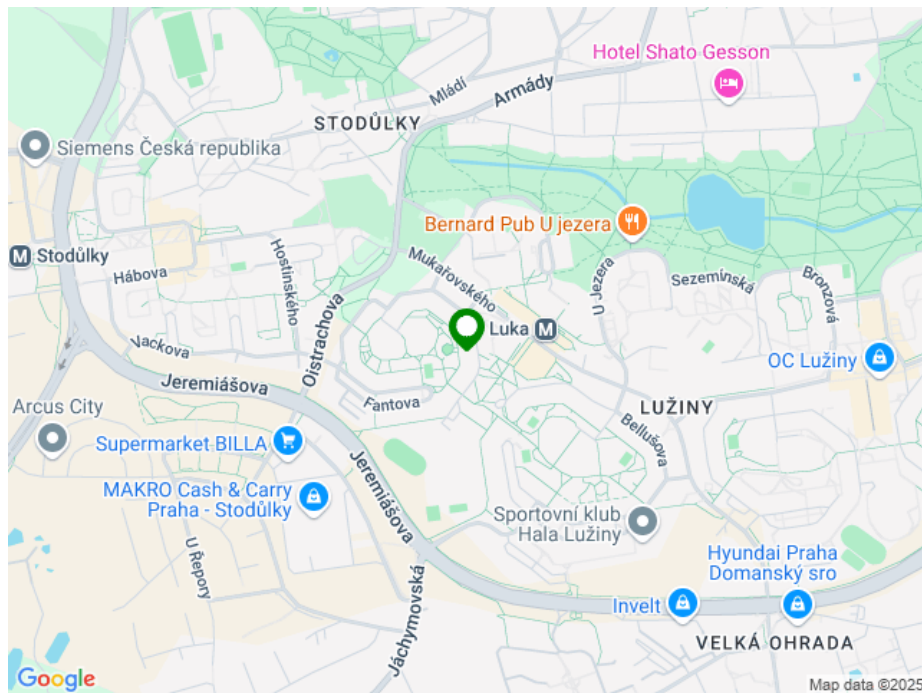 Hotel Shato Gesson
Mládí
Armády
STODŮLKY
Siemens Česká republika
Bernard Pub U jezera
M Stodůlky
Hábova
Hostinského
Mukařovského
U Jezera
Sezemínská
Bronzová
Oistrachova
Luka M
Vackova
Jeremiášova
OC Lužiny
Arcus City
Fantova
LUŽINY
Bellušova
Supermarket BILLA
Jeremiášova
MAKRO Cash & Carry
Praha - Stodůlky
Sportovní klub
Hala Lužiny
U Řepory
Jáchymovská
Hyundai Praha
Domanský sro
Invelt
VELKÁ OHRADA
Google
Map data ©2025